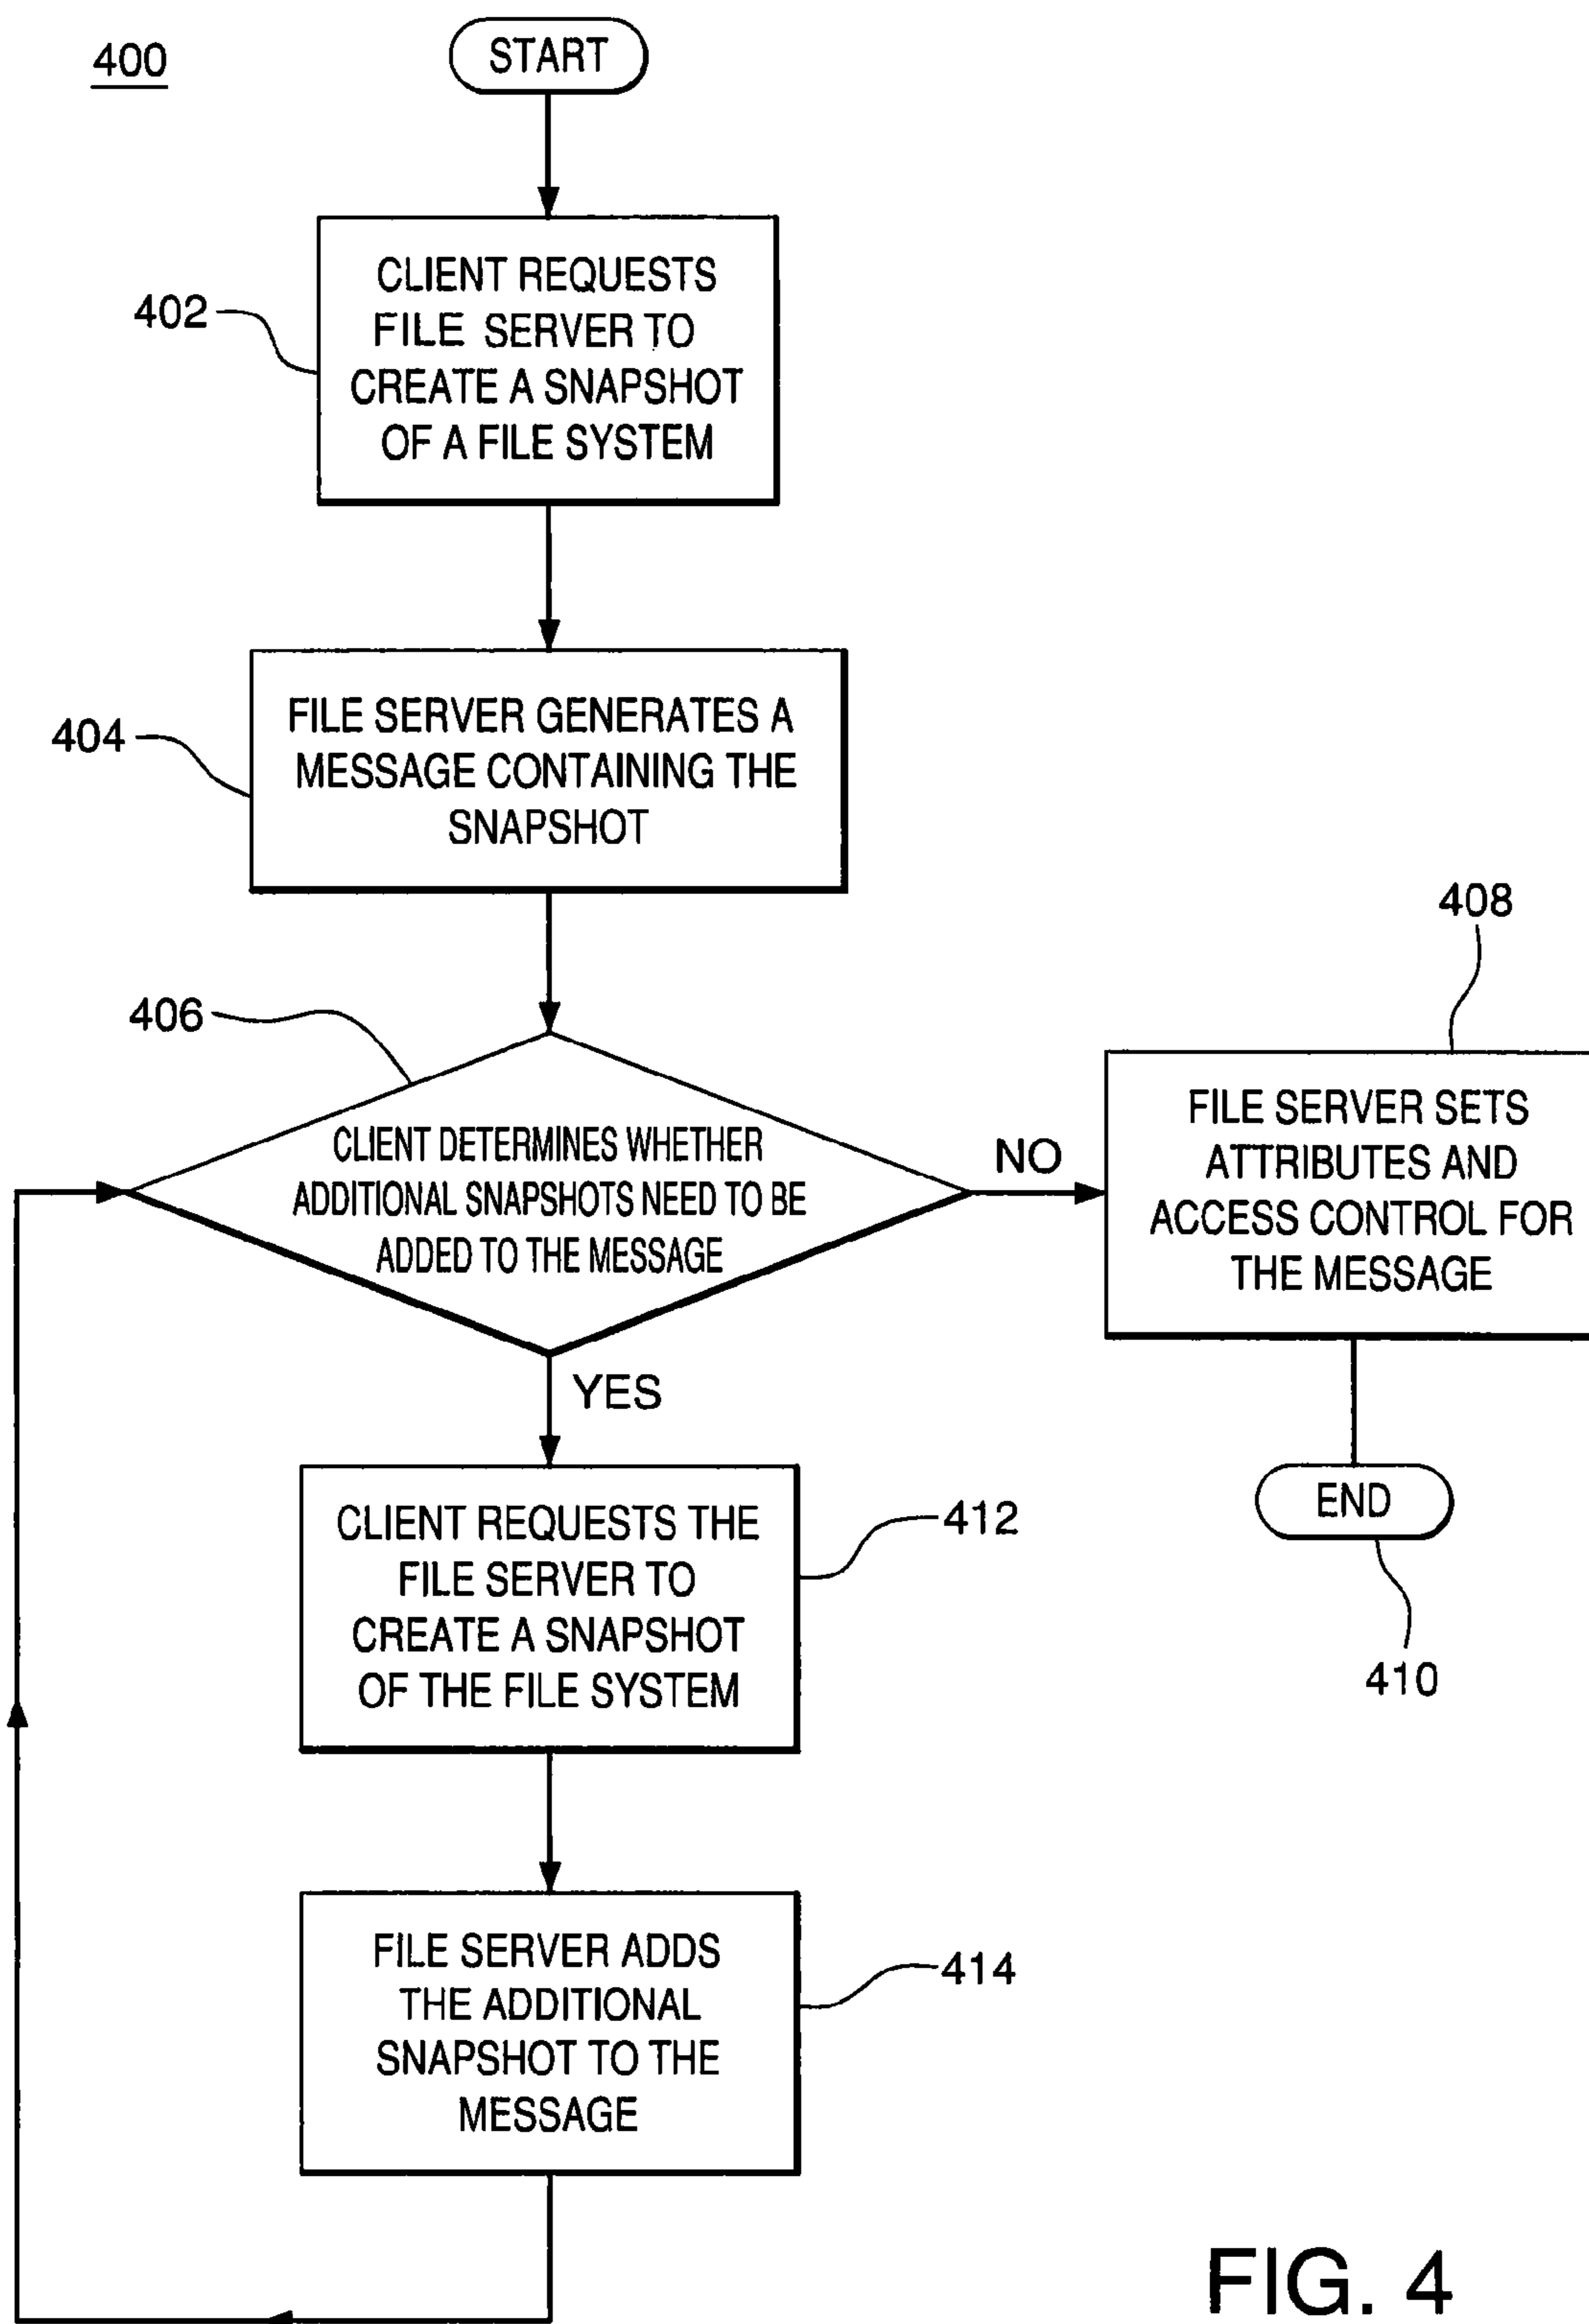 400
START
402
CLIENT REQUESTS
FILE SERVER TO
CREATE A SNAPSHOT
OF A FILE SYSTEM
404
FILE SERVER GENERATES A
MESSAGE CONTAINING THE
SNAPSHOT
406
CLIENT DETERMINES WHETHER
ADDITIONAL SNAPSHOTS NEED TO BE
ADDED TO THE MESSAGE
NO
408
FILE SERVER SETS
ATTRIBUTES AND
ACCESS CONTROL FOR
THE MESSAGE
END
410
YES
CLIENT REQUESTS THE
FILE SERVER TO
CREATE A SNAPSHOT
OF THE FILE SYSTEM
412
FILE SERVER ADDS
THE ADDITIONAL
SNAPSHOT TO THE
MESSAGE
414
FIG. 4